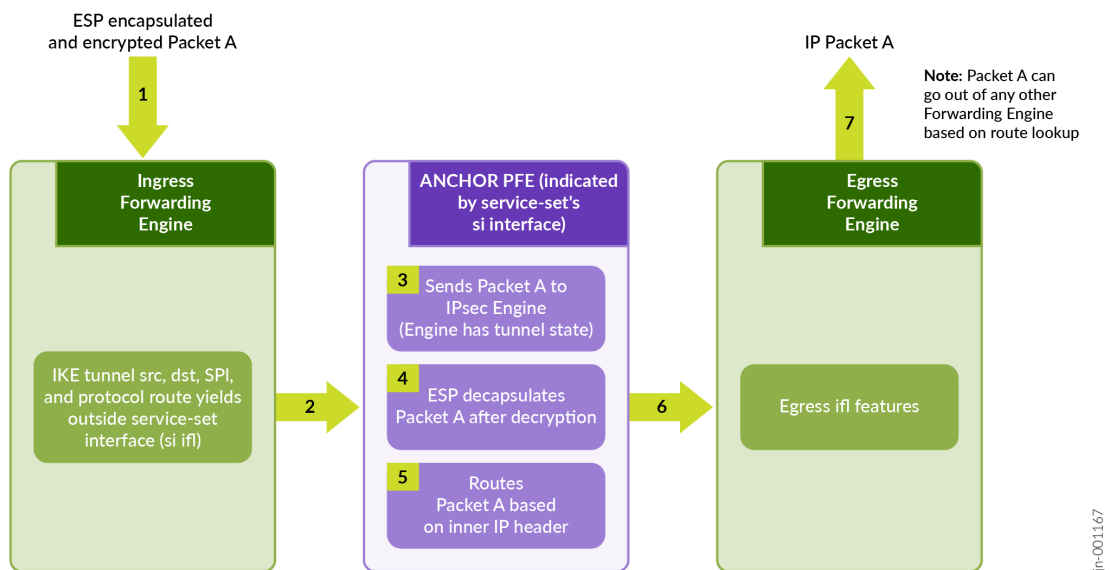 ESP encapsulated
and encrypted Packet A
1
Ingress
Forwarding
Engine
IKE tunnel src, dst, SPI,
and protocol route yields
outside service-set
interface (si ifl)
2
ANCHOR PFE (indicated
by service-set's
si interface)
3
Sends Packet A to
IPsec Engine
(Engine has tunnel state)
4
ESP decapsulates
Packet A after decryption
5
Routes
Packet A based
on inner IP header
6
IP Packet A
7
Note: Packet A can
go out of any other
Forwarding Engine
based on route lookup
Egress
Forwarding
Engine
Egress ifl features
jn-001167